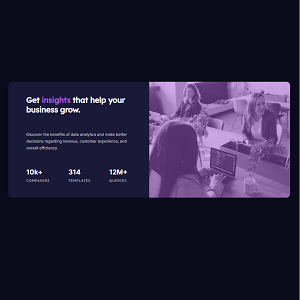 Get insights that help your
business grow.
Discover the benefits of data analytics and make better
decisions regarding revenue, customer experience, and
overall efficiency.
10k+ 314 12M+
COMPANIES TEMPLATES QUERIES